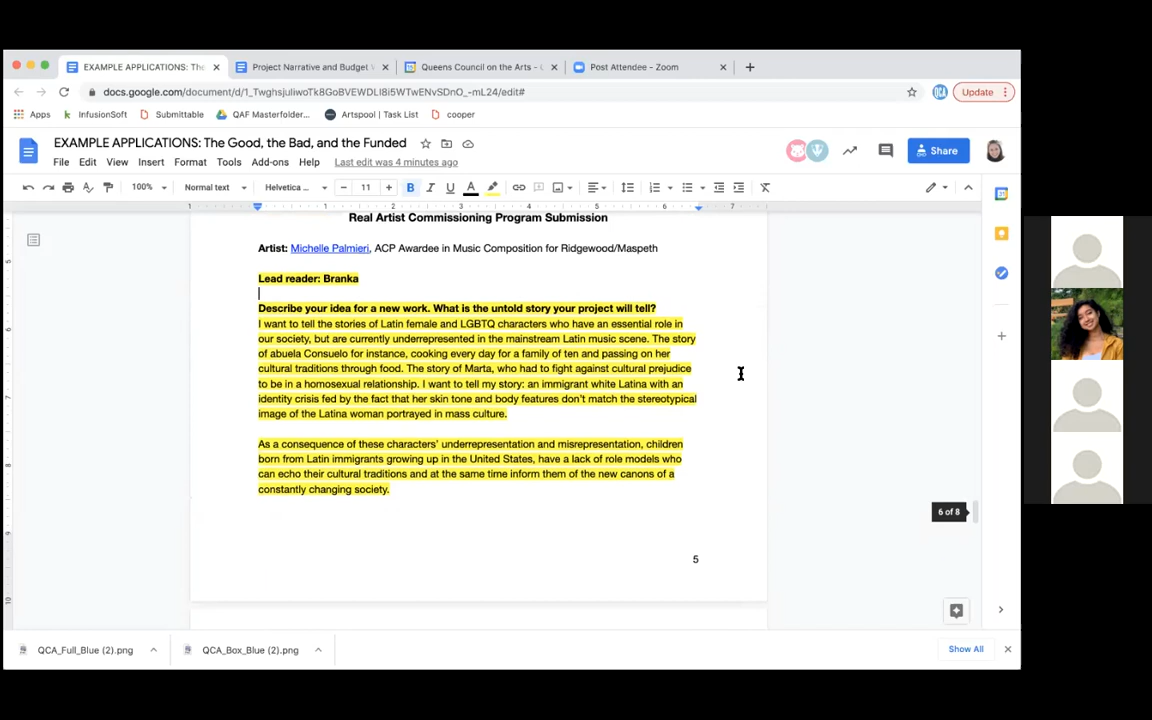 EXAMPLE APPLICATIONS: The
Project Narrative and Budget
Queens Council on the Arts -
Post Attendee - Zoom
docs.google.com/document/d/1_TwghsjuliwoTk8GoBVEWDLI8i5WTwENvSDnO_-mL24/edit#
Update
Apps
InfusionSoft
Submittable
QAF Masterfolder...
Artspool | Task List
cooper
EXAMPLE APPLICATIONS: The Good, the Bad, and the Funded
File Edit View Insert Format Tools Add-ons Help Last edit was 4 minutes ago
Share
100% Normal text Helvetica ... 11
1 1 2 3 4 5 6 7
Real Artist Commissioning Program Submission
Artist: Michelle Palmieri, ACP Awardee in Music Composition for Ridgewood/Maspeth
Lead reader: Branka
Describe your idea for a new work. What is the untold story your project will tell?
I want to tell the stories of Latin female and LGBTQ characters who have an essential role in
our society, but are currently underrepresented in the mainstream Latin music scene. The story
of abuela Consuelo for instance, cooking every day for a family of ten and passing on her
cultural traditions through food. The story of Marta, who had to fight against cultural prejudice
to be in a homosexual relationship. I want to tell my story: an immigrant white Latina with an
identity crisis fed by the fact that her skin tone and body features don't match the stereotypical
image of the Latina woman portrayed in mass culture.
As a consequence of these characters' underrepresentation and misrepresentation, children
born from Latin immigrants growing up in the United States, have a lack of role models who
can echo their cultural traditions and at the same time inform them of the new canons of a
constantly changing society.
6 of 8
5
QCA_Full_Blue (2).png
QCA_Box_Blue (2).png
Show All